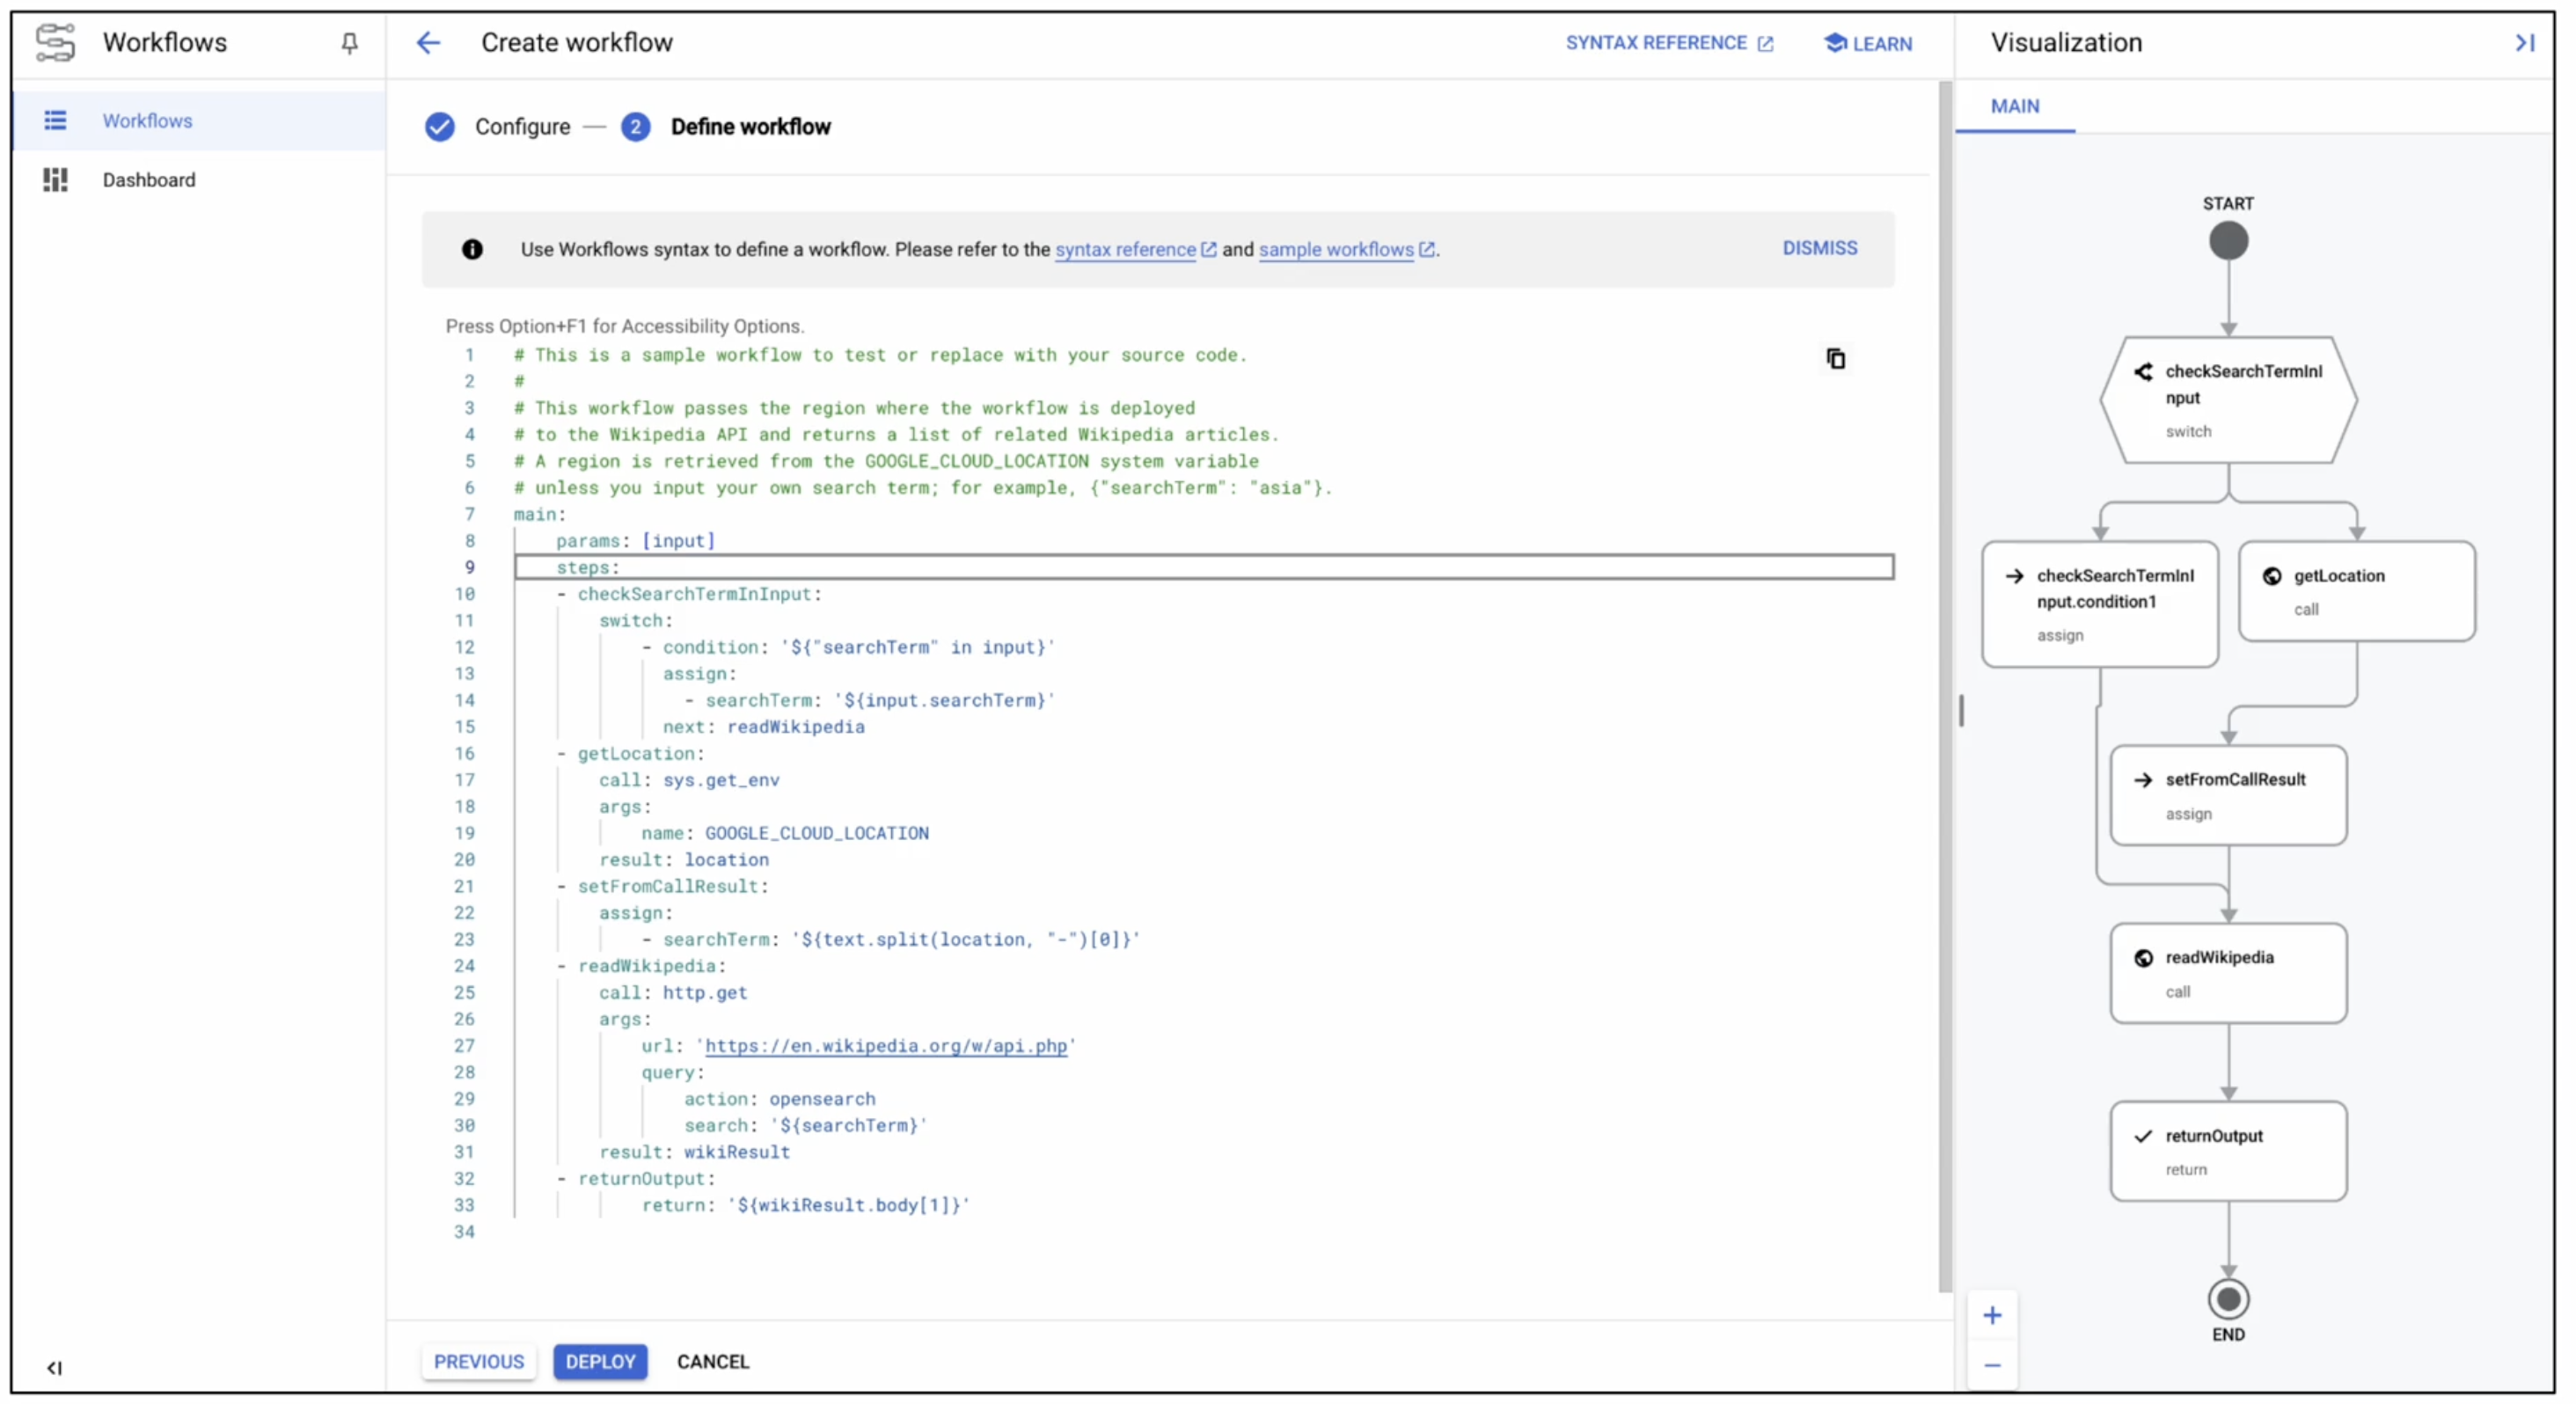 Workflows
Workflows
Dashboard
Create workflow
SYNTAX REFERENCE
LEARN
Configure
2
Define workflow
Use Workflows syntax to define a workflow. Please refer to the syntax reference and sample workflows.
DISMISS
Press Option+F1 for Accessibility Options.
1 # This is a sample workflow to test or replace with your source code.
2 #
3 # This workflow passes the region where the workflow is deployed
4 # to the Wikipedia API and returns a list of related Wikipedia articles.
5 # A region is retrieved from the GOOGLE_CLOUD_LOCATION system variable
6 # unless you input your own search term; for example, {"searchTerm": "asia"}.
7 main:
8 params: [input]
9 steps:
10 - checkSearchTermInInput:
11 switch:
12 - condition: '${"searchTerm" in input}'
13 assign:
14 - searchTerm: '${input.searchTerm}'
15 next: readWikipedia
16 - getLocation:
17 call: sys.get_env
18 args:
19 name: GOOGLE_CLOUD_LOCATION
20 result: location
21 - setFromCallResult:
22 assign:
23 - searchTerm: '${text.split(location, "-")[0]}'
24 - readWikipedia:
25 call: http.get
26 args:
27 url: 'https://en.wikipedia.org/w/api.php'
28 query:
29 action: opensearch
30 search: '${searchTerm}'
31 result: wikiResult
32 - returnOutput:
33 return: '${wikiResult.body[1]}'
34
PREVIOUS
DEPLOY
CANCEL
Visualization
MAIN
START
checkSearchTermInI
nput
switch
checkSearchTermInI
nput.condition1
assign
getLocation
call
setFromCallResult
assign
readWikipedia
call
returnOutput
return
END